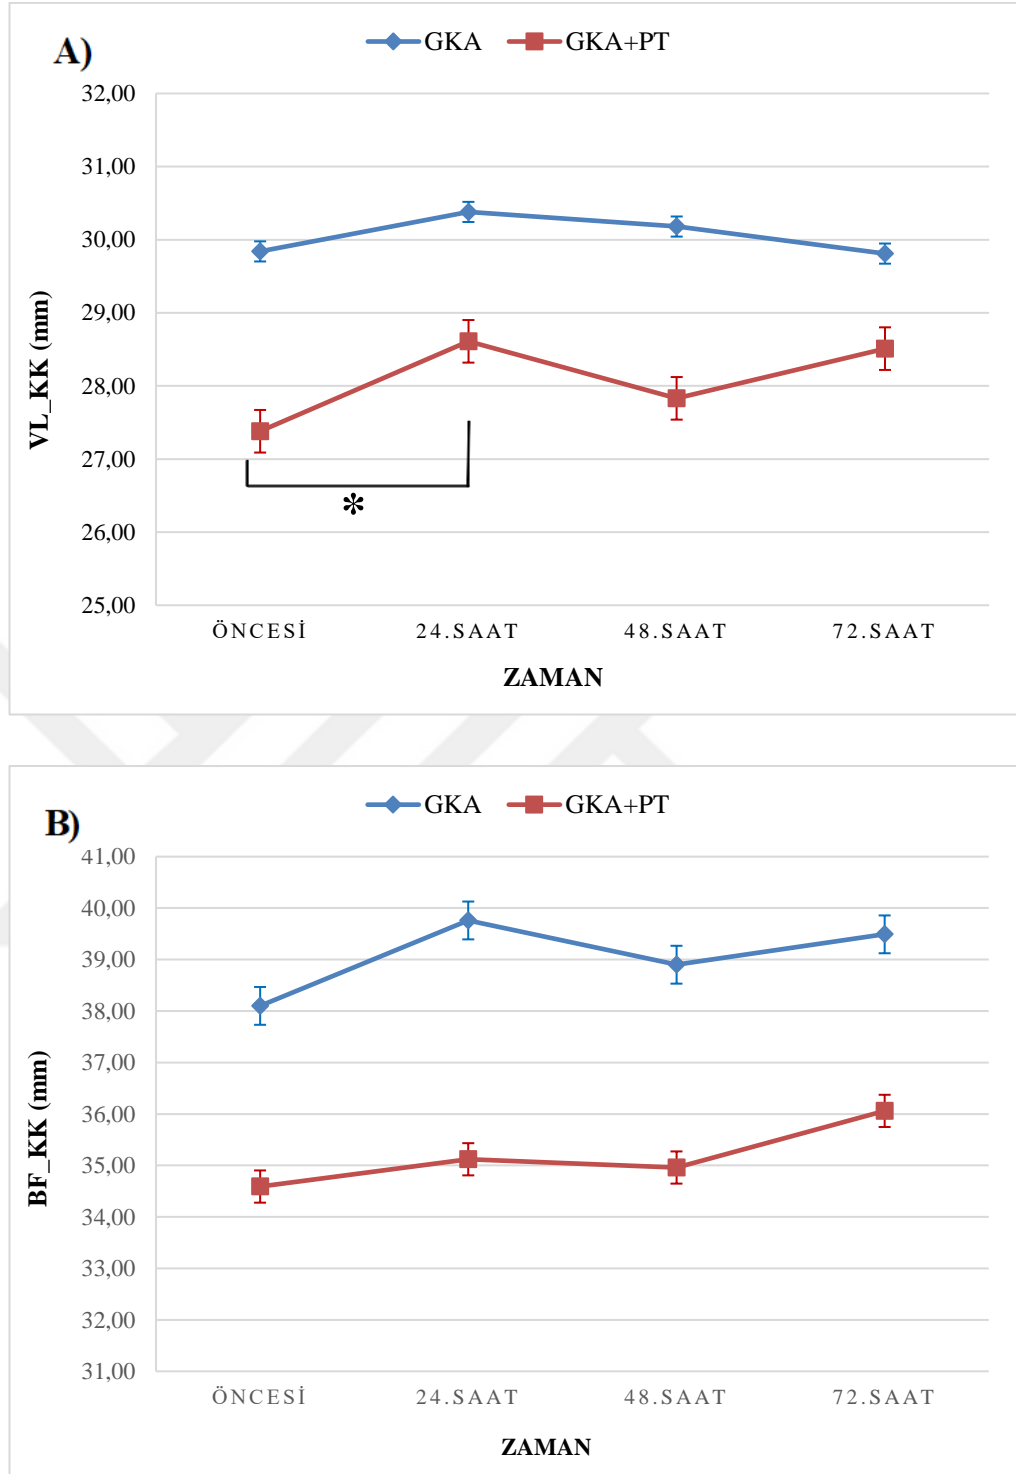 A)
GKA GKA+PT
32,00
31,00
30,00
29,00
28,00
27,00
26,00
25,00
VL_KK (mm)
*
ÖNCESİ 24.SAAT 48.SAAT 72.SAAT
ZAMAN
B)
GKA GKA+PT
41,00
40,00
39,00
38,00
37,00
36,00
35,00
34,00
33,00
32,00
31,00
BF_KK (mm)
ÖNCESİ 24.SAAT 48.SAAT 72.SAAT
ZAMAN